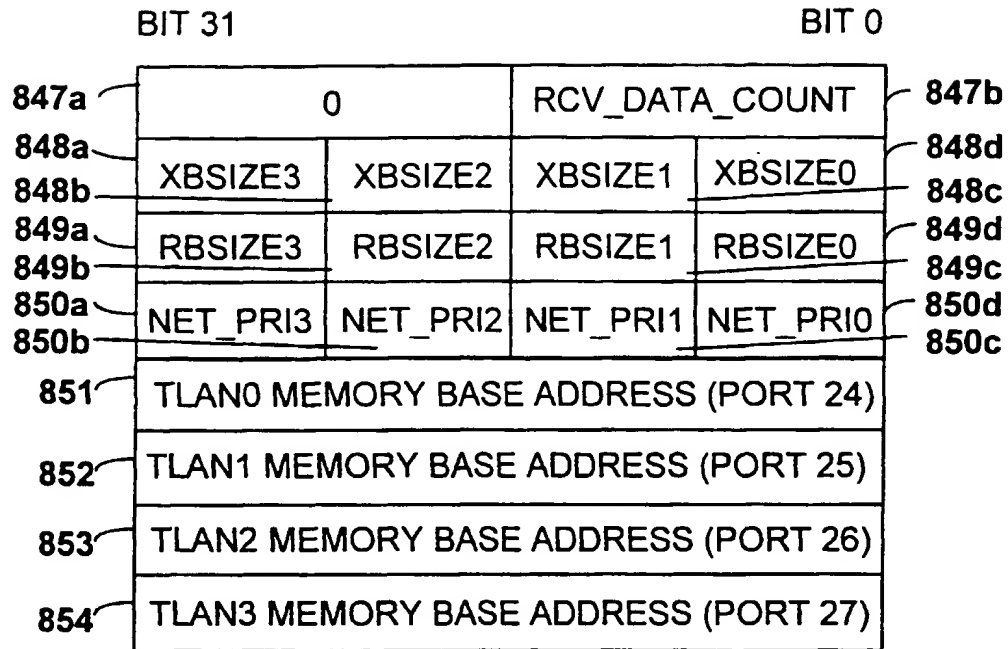 BIT 31 BIT 0
847a 0 RCV_DATA_COUNT 847b
848a 848d
XBSIZE3 XBSIZE2 XBSIZE1 XBSIZE0
848b 848c
849a 849d
RBSIZE3 RBSIZE2 RBSIZE1 RBSIZE0
849b 849c
850a 850d
NET_PRI3 NET_PRI2 NET_PRI1 NET_PRI0
850b 850c
851 TLAN0 MEMORY BASE ADDRESS (PORT 24)
852 TLAN1 MEMORY BASE ADDRESS (PORT 25)
853 TLAN2 MEMORY BASE ADDRESS (PORT 26)
854 TLAN3 MEMORY BASE ADDRESS (PORT 27)